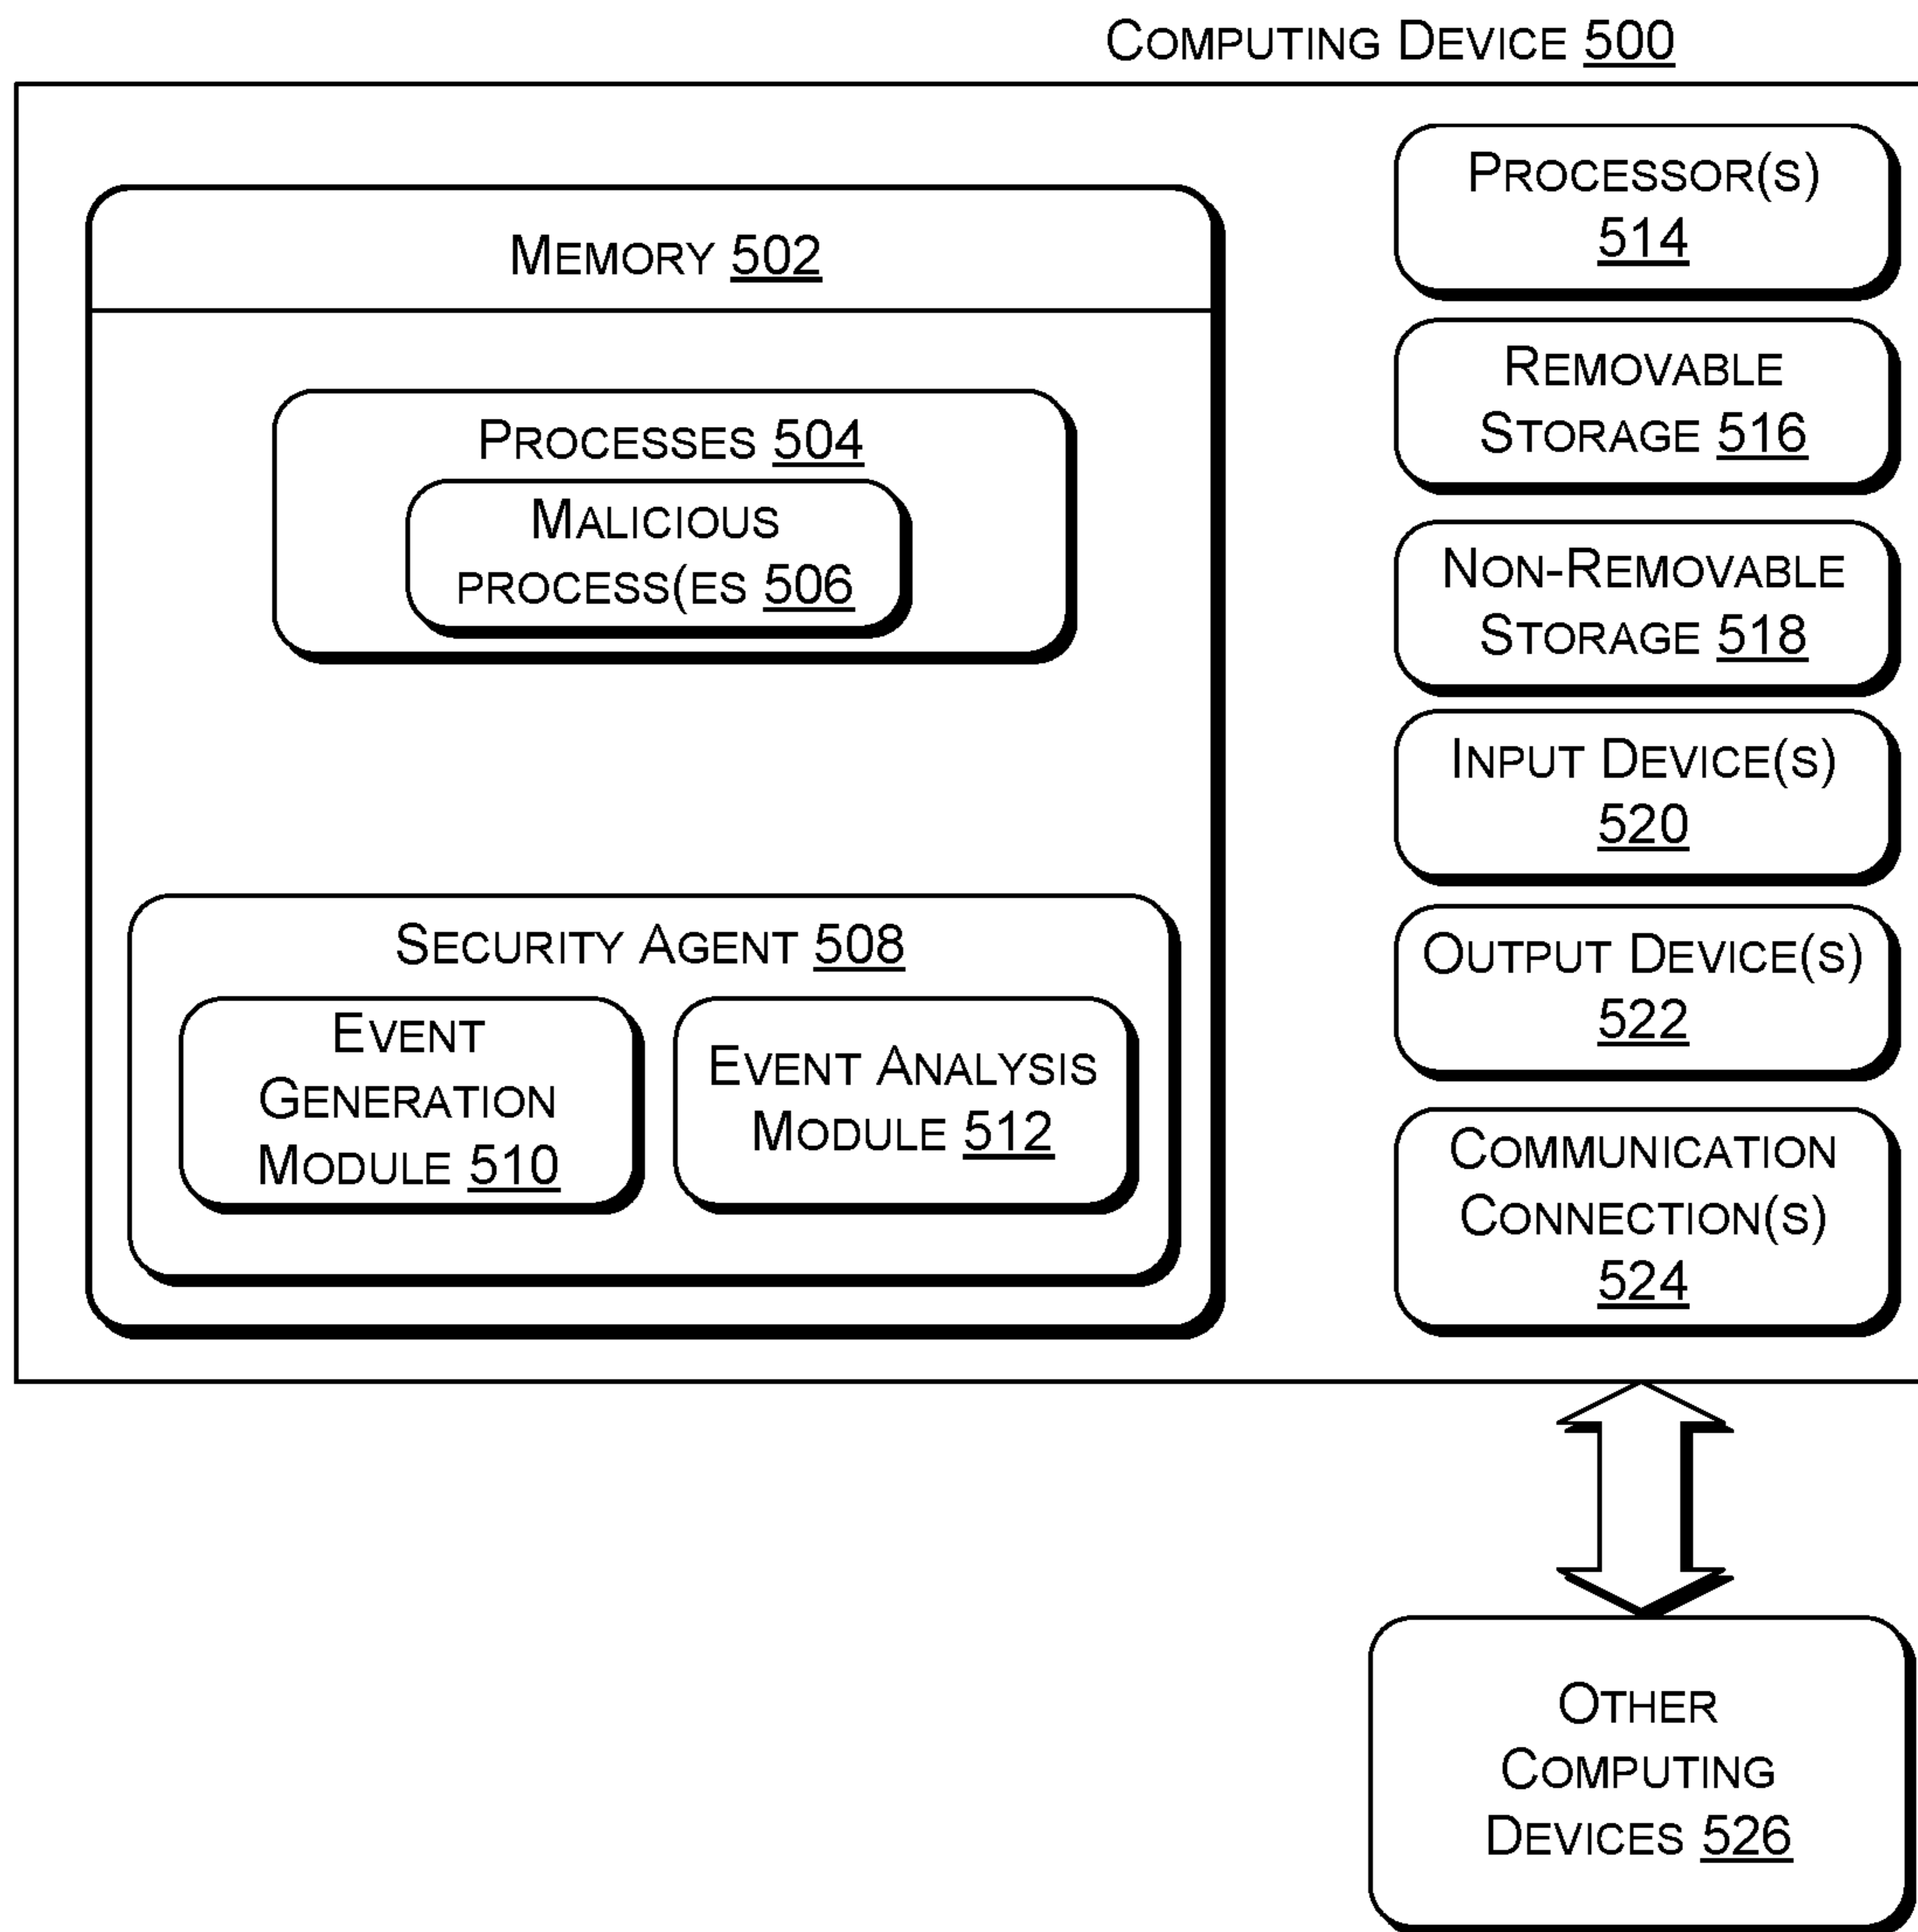 COMPUTING DEVICE 500
MEMORY 502
PROCESSES 504
MALICIOUS
PROCESS(ES 506
SECURITY AGENT 508
EVENT
GENERATION
MODULE 510
EVENT ANALYSIS
MODULE 512
PROCESSOR(S)
514
REMOVABLE
STORAGE 516
NON-REMOVABLE
STORAGE 518
INPUT DEVICE(S)
520
OUTPUT DEVICE(S)
522
COMMUNICATION
CONNECTION(S)
524
OTHER
COMPUTING
DEVICES 526